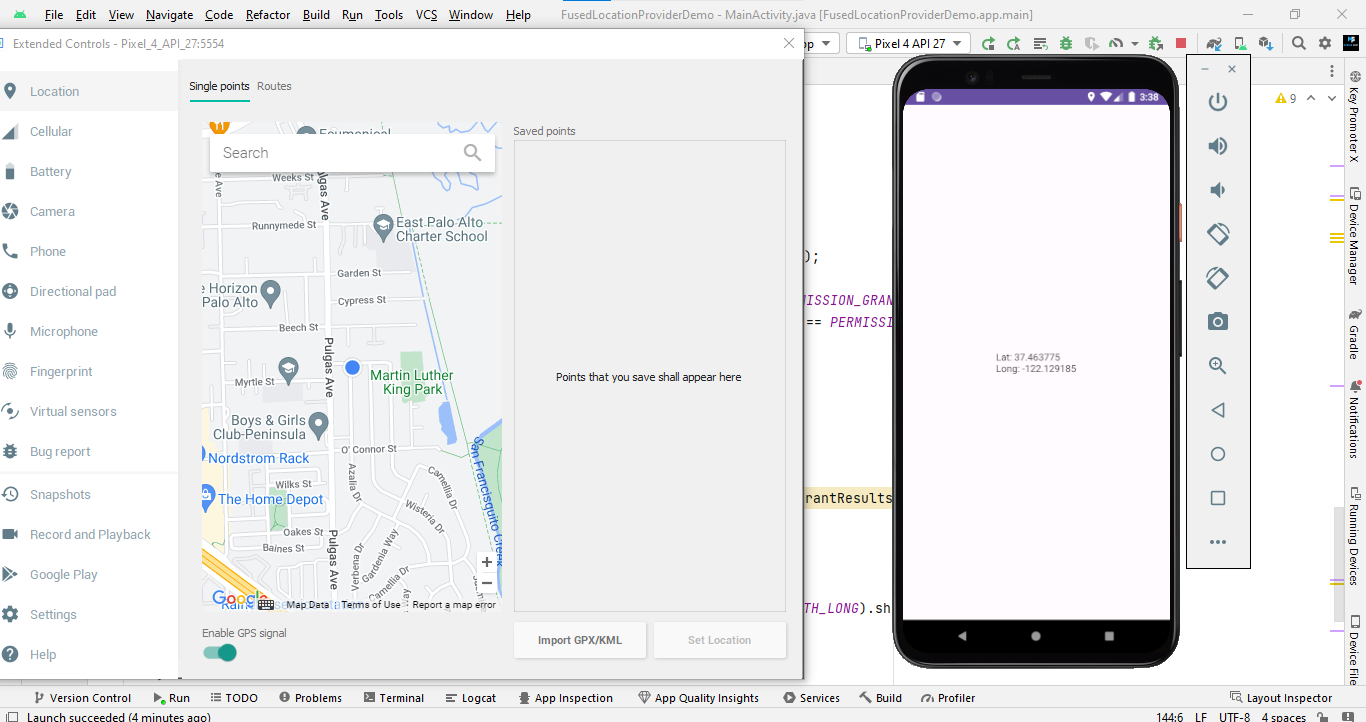 File Edit View Navigate Code Refactor Build Run Tools VCS Window Help FusedLocationProviderDemo - MainActivity.java [FusedLocationProviderDemo.app.main]
Extended Controls - Pixel_4_API_27:5554
Pixel 4 API 27
Location
Cellular
Battery
Camera
Phone
Directional pad
Microphone
Fingerprint
Virtual sensors
Bug report
Snapshots
Record and Playback
Google Play
Settings
Help
Single points Routes
Search
Weeks St
Pulgas Ave
Runnymede St
East Palo Alto
Charter School
Garden St
Horizon
Palo Alto
Cypress St
Beech St
Pulgas Ave
Martin Luther
King Park
Myrtle St
Boys & Girls
Club-Peninsula
O' Connor St
Nordstrom Rack
Azalia Dr
Camellia Dr
San Francisquito Creek
Wilks St
The Home Depot
Wisteria Dr
Oakes St
Baines St
Pulgas Ave
Verbena Dr
Gardenia Way
Camellia Dr
Google
Map Data Terms of Use Report a map error
Enable GPS signal
Saved points
Points that you save shall appear here
Import GPX/KML Set Location
);
MISSION_GRAN
== PERMISSI
rantResults
TH_LONG).sh
3:38
Lat: 37.463775
Long: -122.129185
9
Key Promoter X
Device Manager
Gradle
Notifications
Running Devices
Device File
Version Control Run TODO Problems Terminal Logcat App Inspection App Quality Insights Services Build Profiler Layout Inspector
Launch succeeded (4 minutes ago) 144:6 LF UTF-8 4 spaces